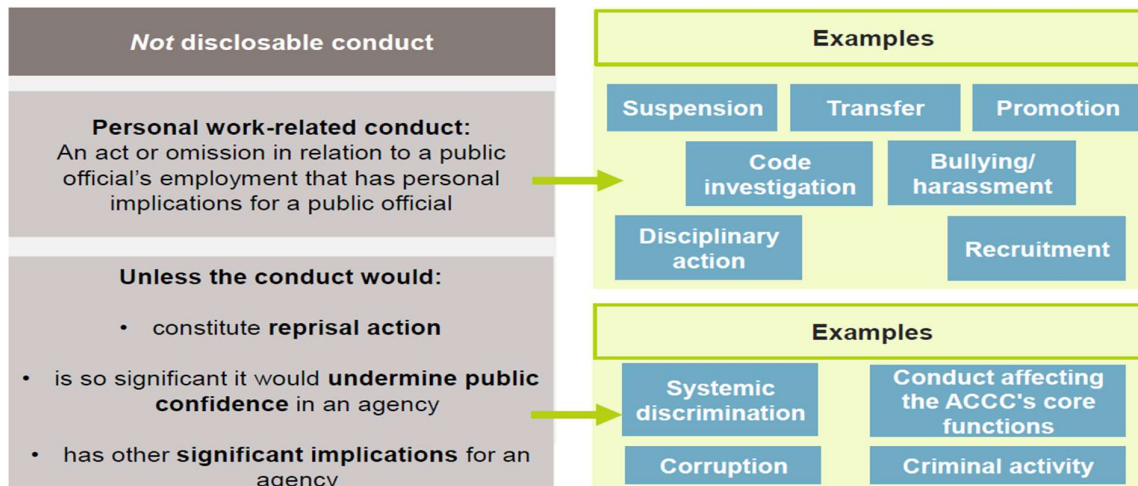 Not disclosable conduct
Personal work-related conduct:
An act or omission in relation to a public
official's employment that has personal
implications for a public official
Unless the conduct would:
• constitute reprisal action
• is so significant it would undermine public
confidence in an agency
• has other significant implications for an
agency
Examples
Suspension
Transfer
Promotion
Code
investigation
Bullying/
harassment
Disciplinary
action
Recruitment
Examples
Systemic
discrimination
Conduct affecting
the ACCC's core
functions
Corruption
Criminal activity